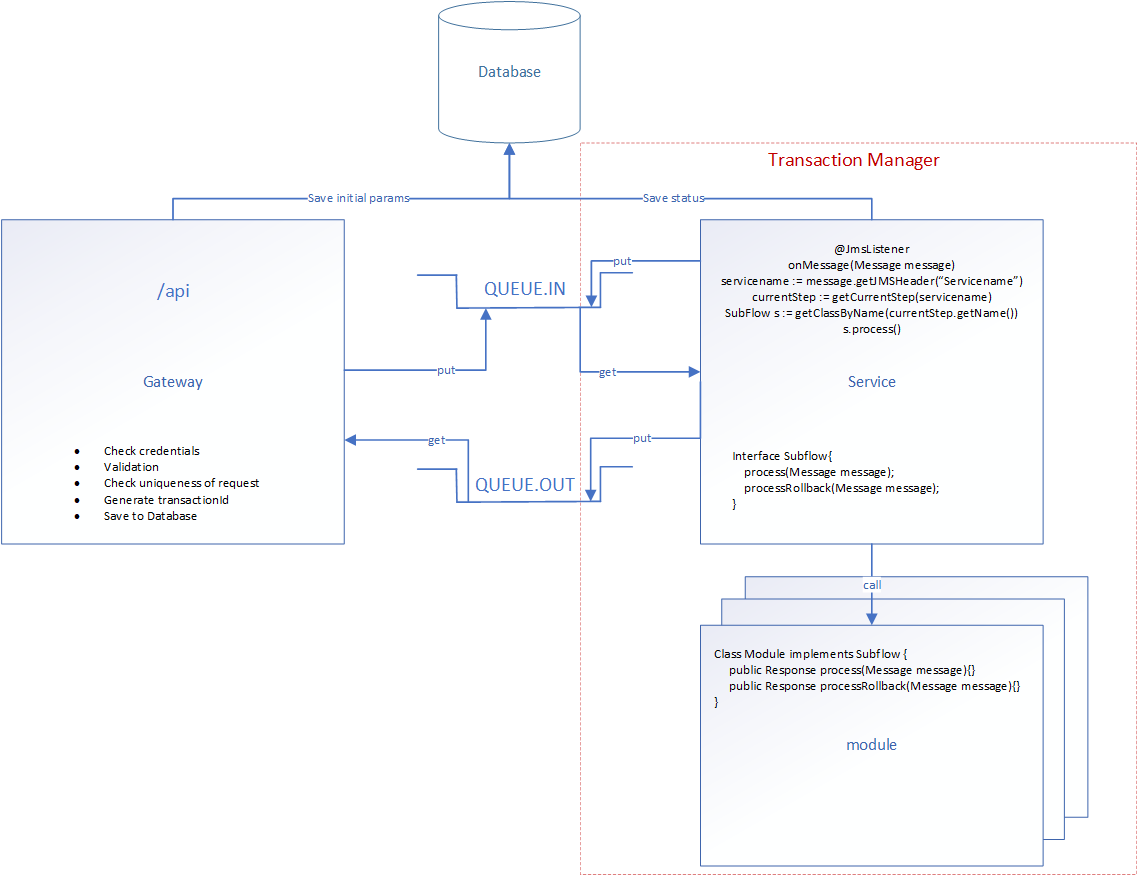 Database
Transaction Manager
Save initial params
Save status
/api
Gateway
• Check credentials
• Validation
• Check uniqueness of request
• Generate transactionId
• Save to Database
put
QUEUE.IN
put
get
get
QUEUE.OUT
put
@JmsListener
onMessage(Message message)
servicename := message.getJMSHeader(“Servicename”)
currentStep := getCurrentStep(servicename)
SubFlow s := getClassByName(currentStep.getName())
s.process()
Service
Interface Subflow{
process(Message message);
processRollback(Message message);
}
call
Class Module implements Subflow {
public Response process(Message message){}
public Response processRollback(Message message){}
}
module